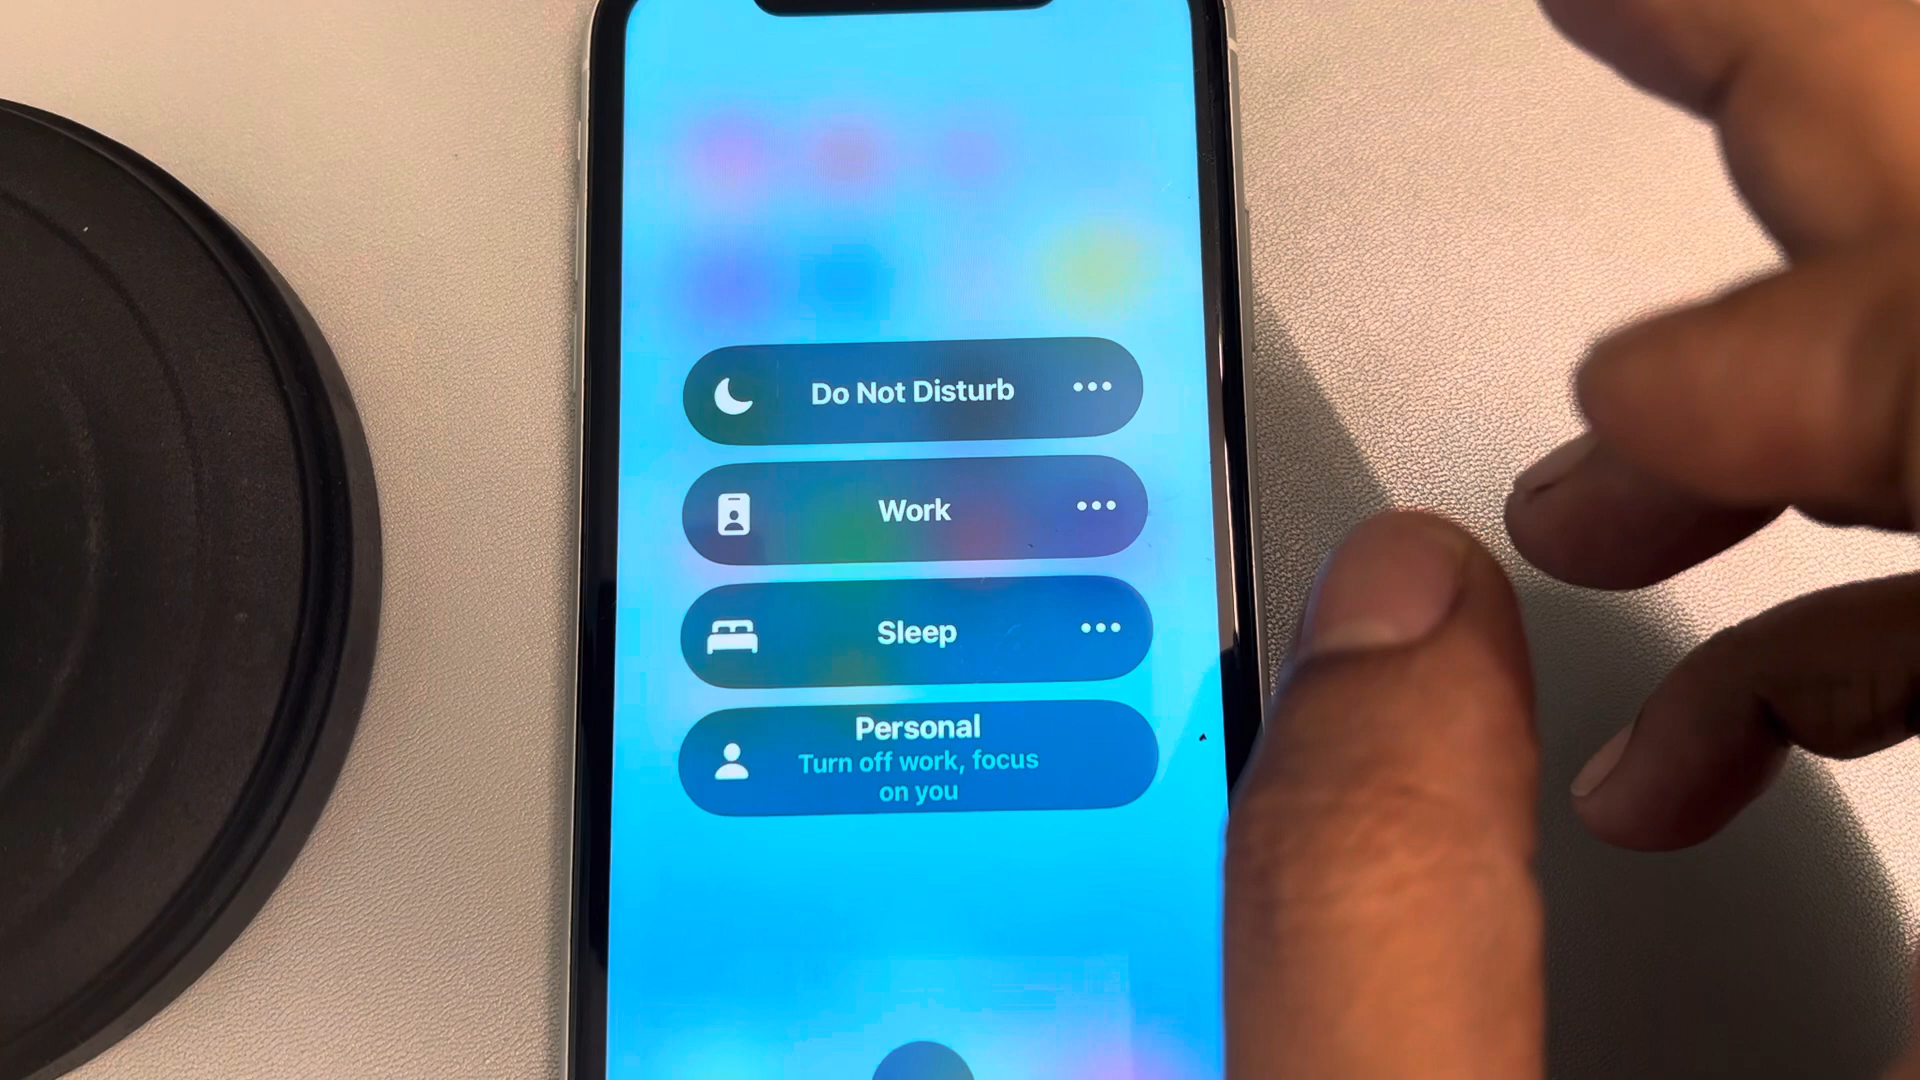 Do Not Disturb
Work
Sleep
Personal
Turn off work, focus
on you